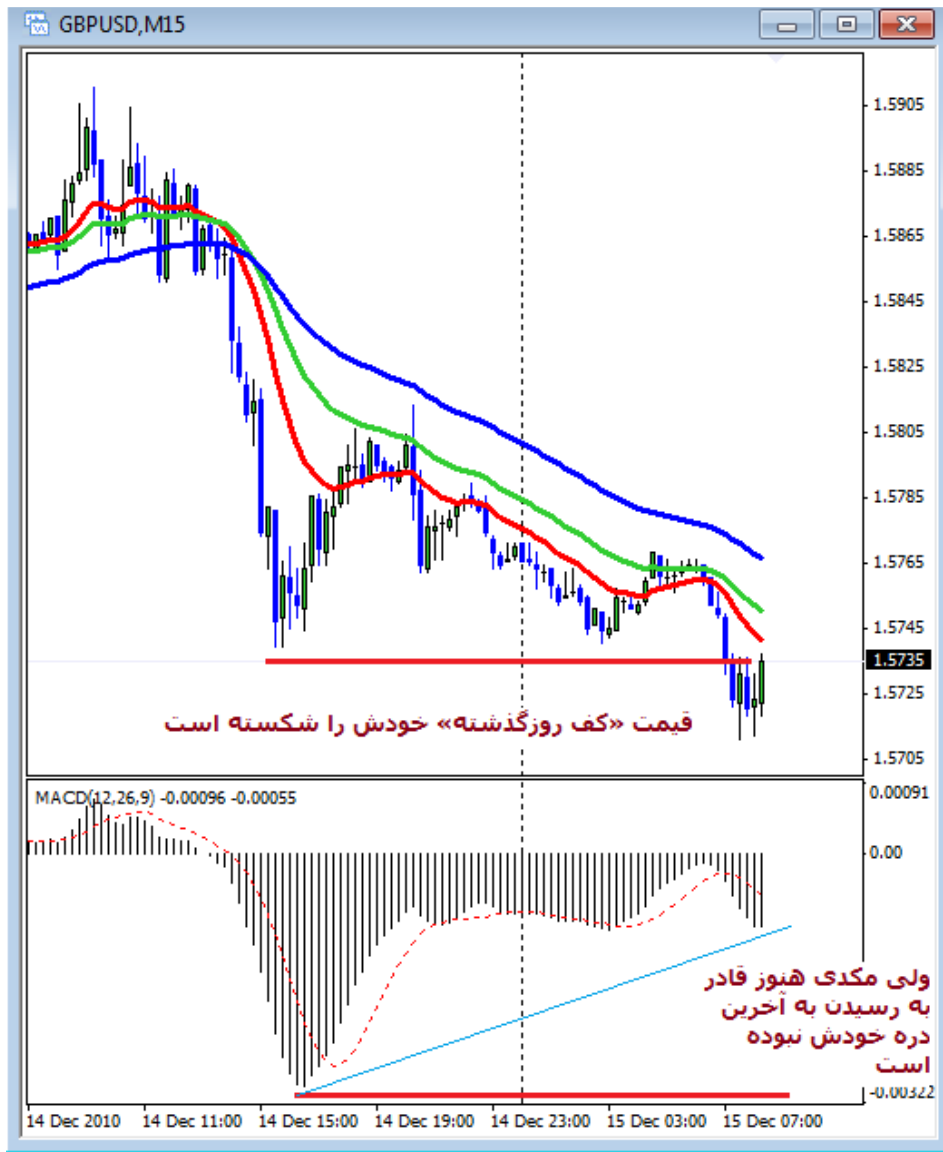 GBPUSD,M15
1.5905
1.5885
1.5865
1.5845
1.5825
1.5805
1.5785
1.5765
1.5745
1.5735
1.5725
1.5705
قیمت «کف روزگذشته» خودش را شکسته است
MACD(12,26,9) -0.00096 -0.00055
0.00091
0.00
ولی مکدی هنوز قادر
به رسیدن به آخرین
دره خودش نبوده
است
-0.00322
14 Dec 2010 14 Dec 11:00 14 Dec 15:00 14 Dec 19:00 14 Dec 23:00 15 Dec 03:00 15 Dec 07:00